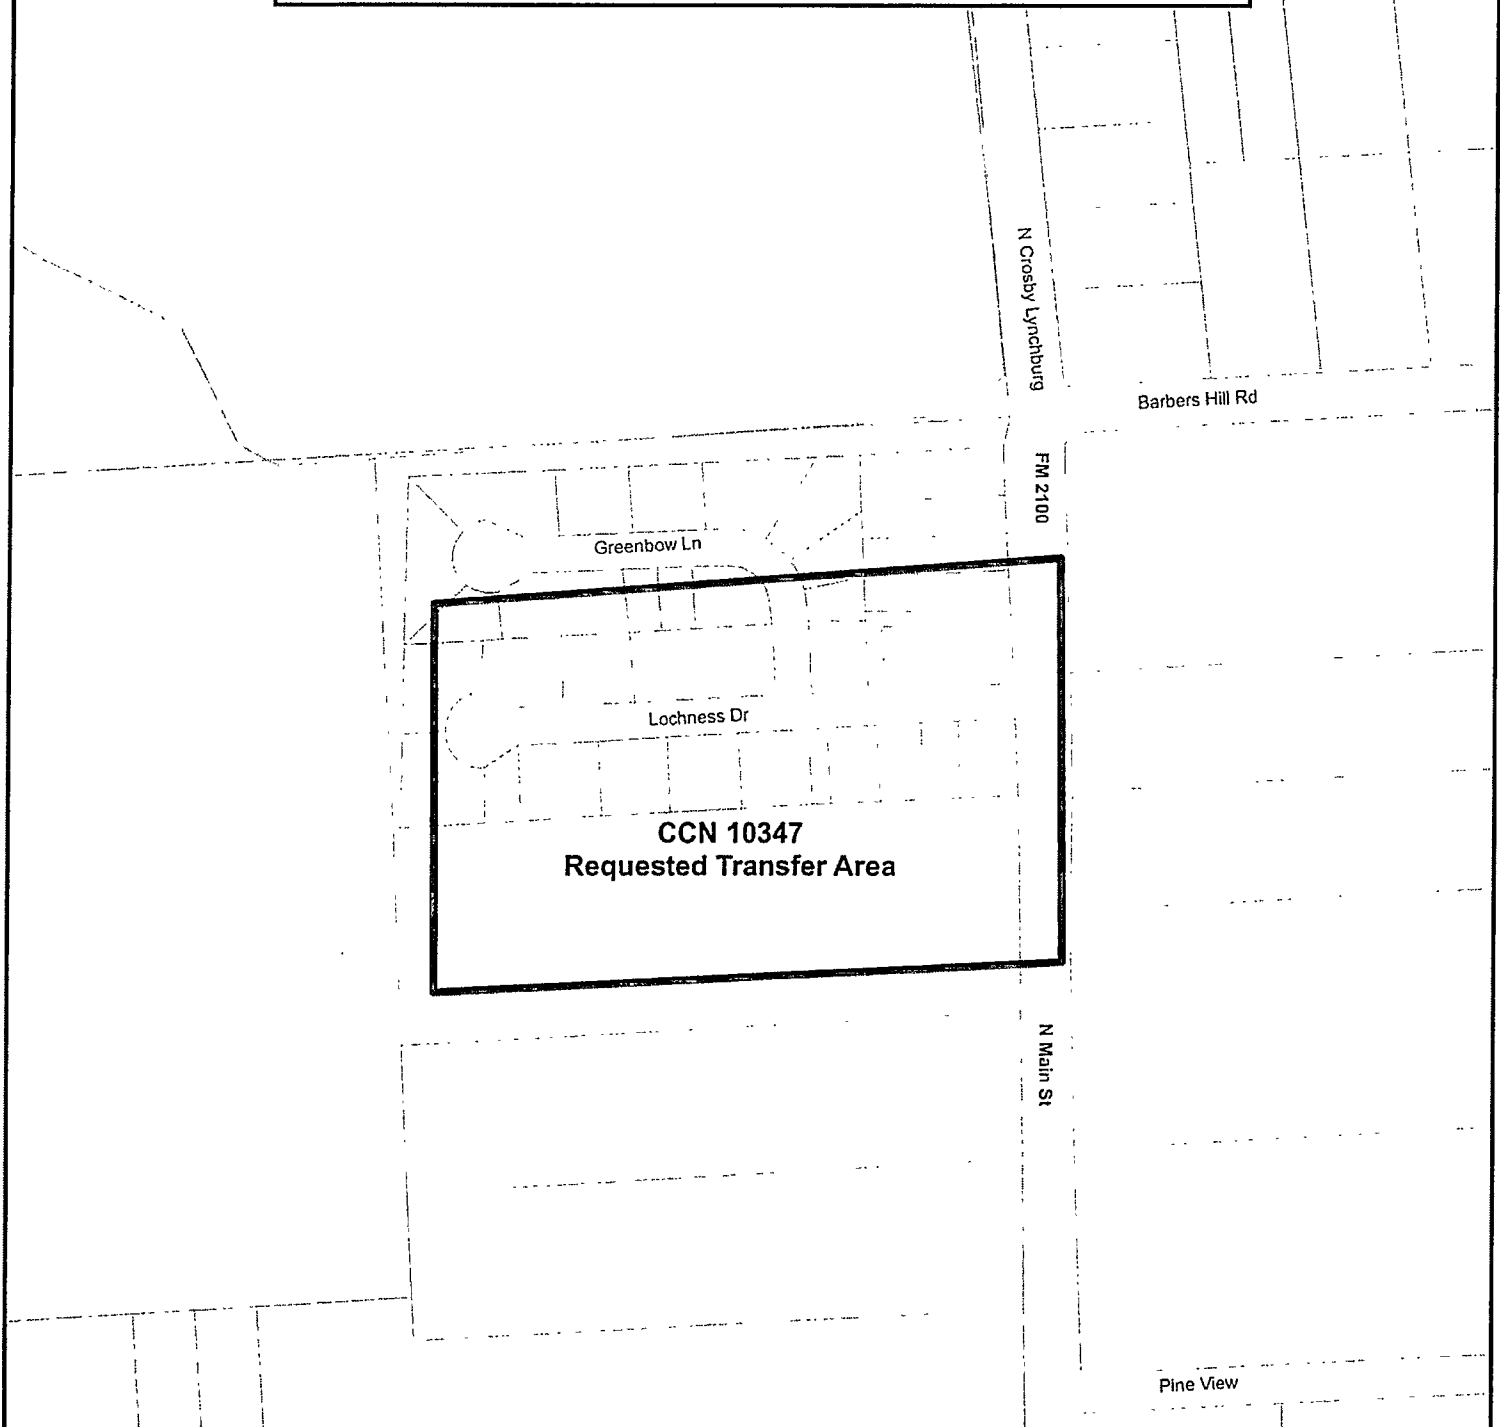 N Crosby Lynchburg
Barbers Hill Rd
FM 2100
Greenbow Ln
Lochness Dr
CCN 10347
Requested Transfer Area
N Main St
Pine View